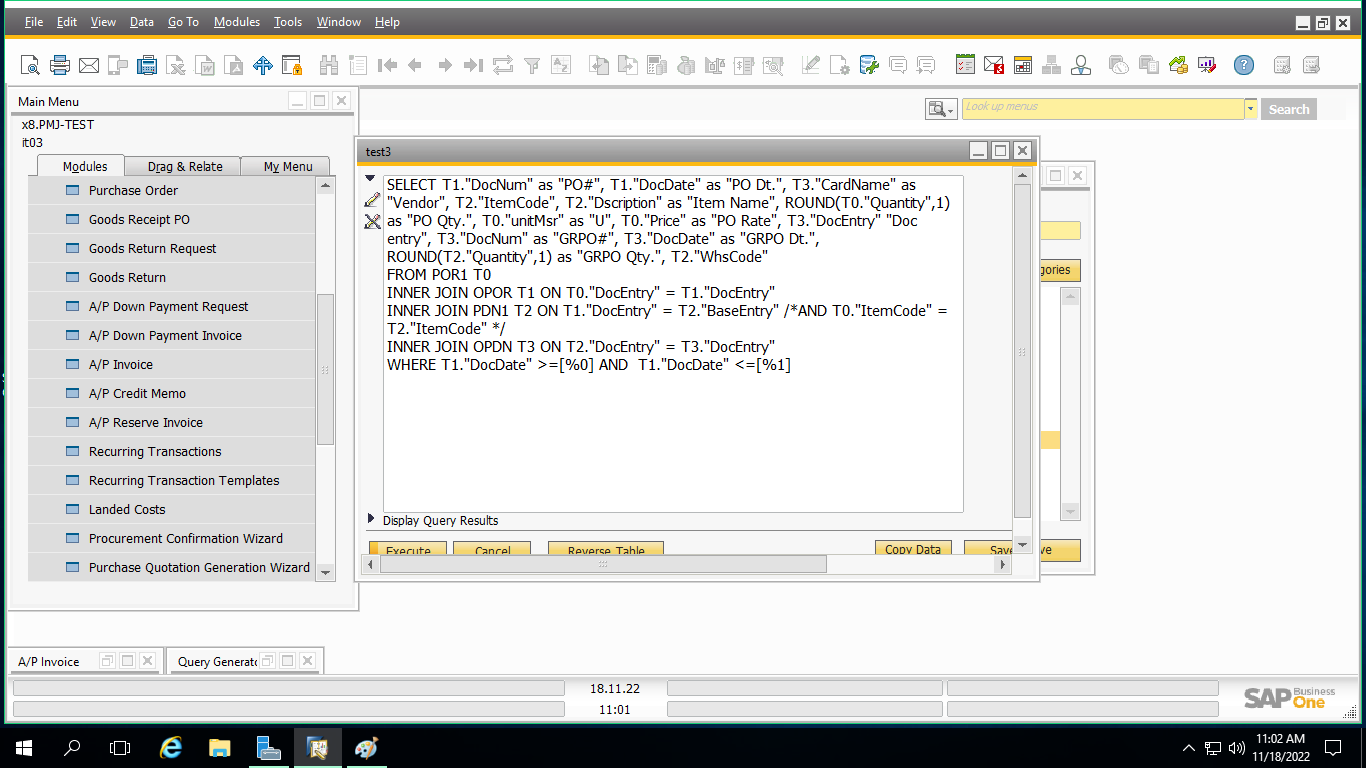 File Edit View Data Go To Modules Tools Window Help
Main Menu
Look up menus
Search
x8.PMJ-TEST
it03
Modules Drag & Relate My Menu
Purchase Order
Goods Receipt PO
Goods Return Request
Goods Return
A/P Down Payment Request
A/P Down Payment Invoice
A/P Invoice
A/P Credit Memo
A/P Reserve Invoice
Recurring Transactions
Recurring Transaction Templates
Landed Costs
Procurement Confirmation Wizard
Purchase Quotation Generation Wizard
test3
SELECT T1."DocNum" as "PO#", T1."DocDate" as "PO Dt.", T3."CardName" as
"Vendor", T2."ItemCode", T2."Dscription" as "Item Name", ROUND(T0."Quantity",1)
as "PO Qty.", T0."unitMsr" as "U", T0."Price" as "PO Rate", T3."DocEntry" "Doc
entry", T3."DocNum" as "GRPO#", T3."DocDate" as "GRPO Dt.",
ROUND(T2."Quantity",1) as "GRPO Qty.", T2."WhsCode"
FROM POR1 T0
INNER JOIN OPOR T1 ON T0."DocEntry" = T1."DocEntry"
INNER JOIN PDN1 T2 ON T1."DocEntry" = T2."BaseEntry" /*AND T0."ItemCode" =
T2."ItemCode" */
INNER JOIN OPDN T3 ON T2."DocEntry" = T3."DocEntry"
WHERE T1."DocDate" >=[%0] AND  T1."DocDate" <=[%1]
gories
Display Query Results
Execute Cancel Reverse Table Copy Data Save ve
A/P Invoice Query Generato
18.11.22
11:01
SAP Business One
11:02 AM
11/18/2022